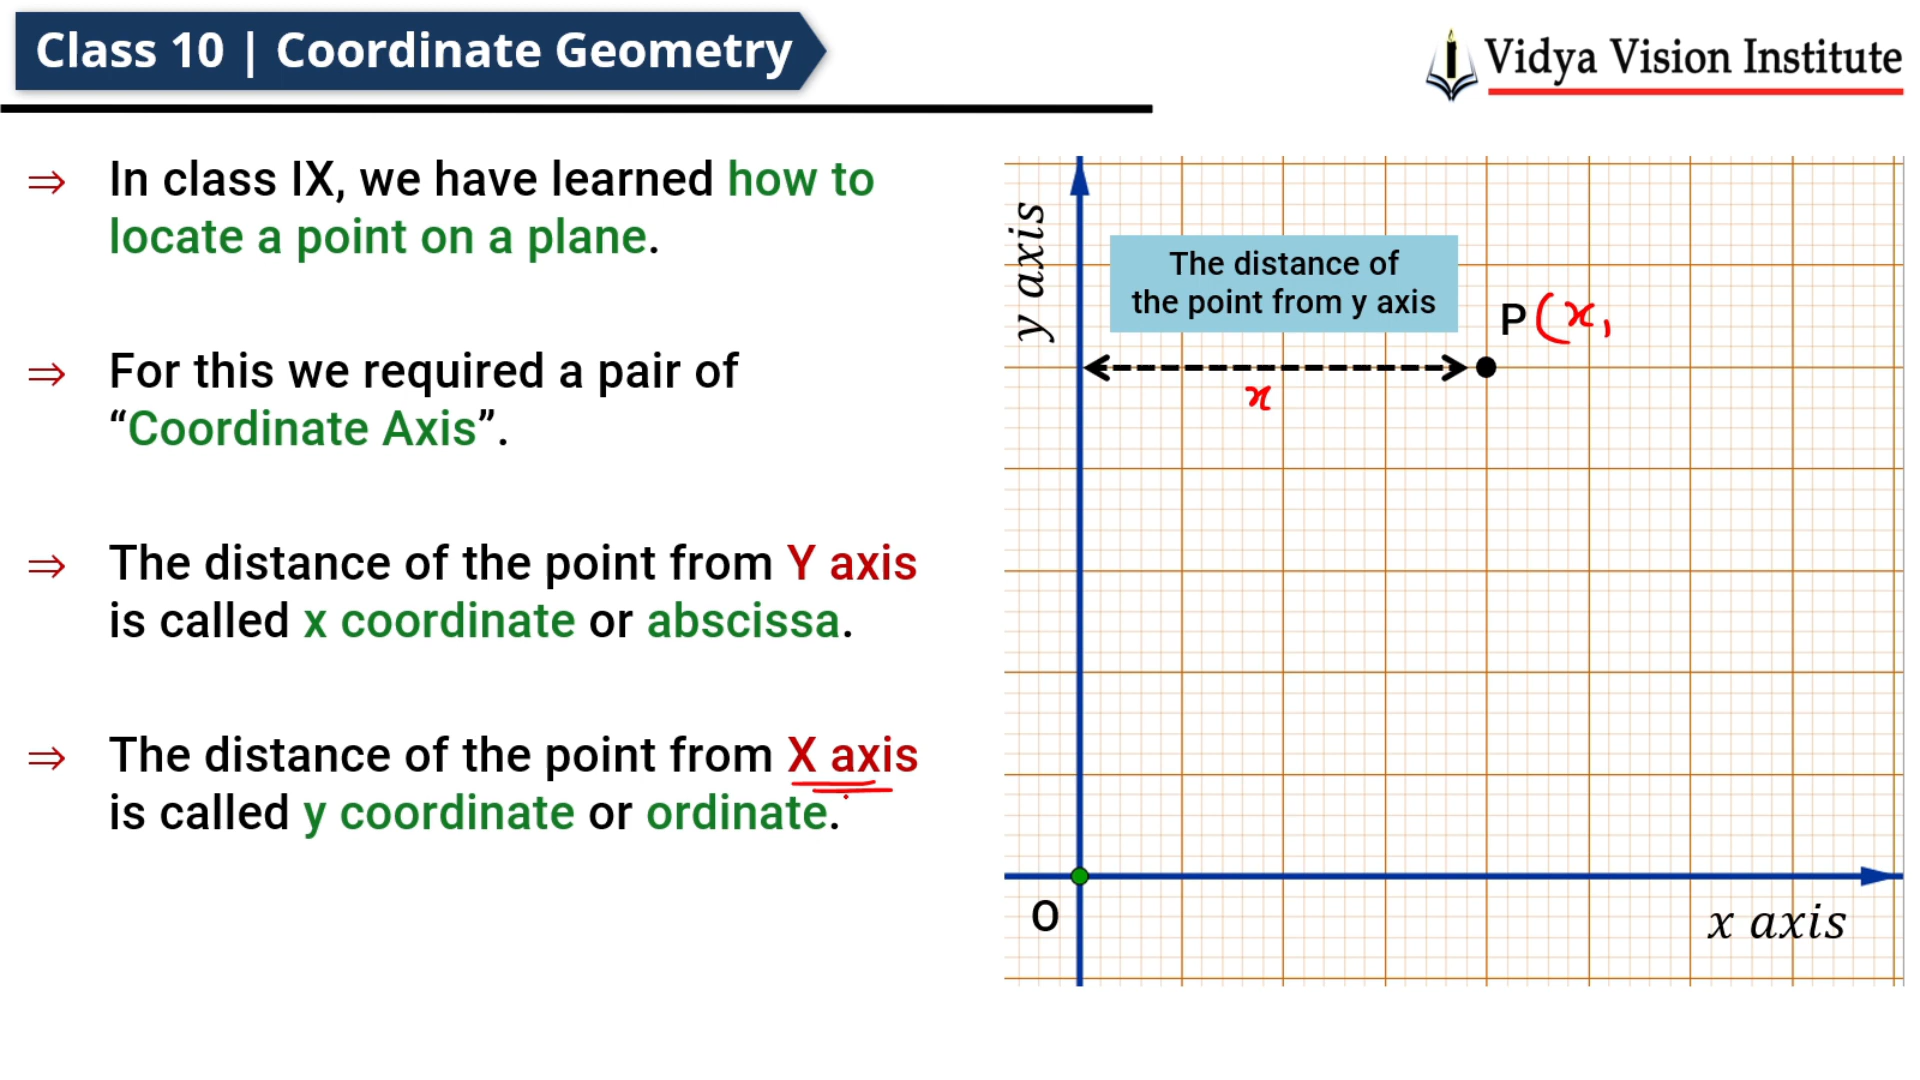 Class 10 | Coordinate Geometry
Vidya Vision Institute
⇒ In class IX, we have learned how to
locate a point on a plane.
⇒ For this we required a pair of
“Coordinate Axis”.
⇒ The distance of the point from Y axis
is called x coordinate or abscissa.
⇒ The distance of the point from X axis
is called y coordinate or ordinate.
y axis
The distance of
the point from y axis
P (x,
x
O
x axis